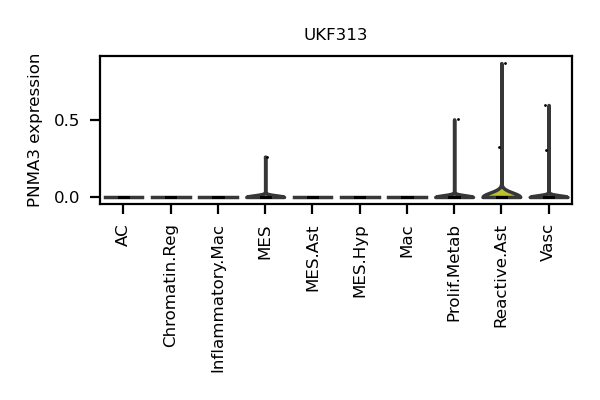 UKF313
PNMA3 expression
0.5
0.0
AC
Chromatin.Reg
Inflammatory.Mac
MES
MES.Ast
MES.Hyp
Mac
Prolif.Metab
Reactive.Ast
Vasc